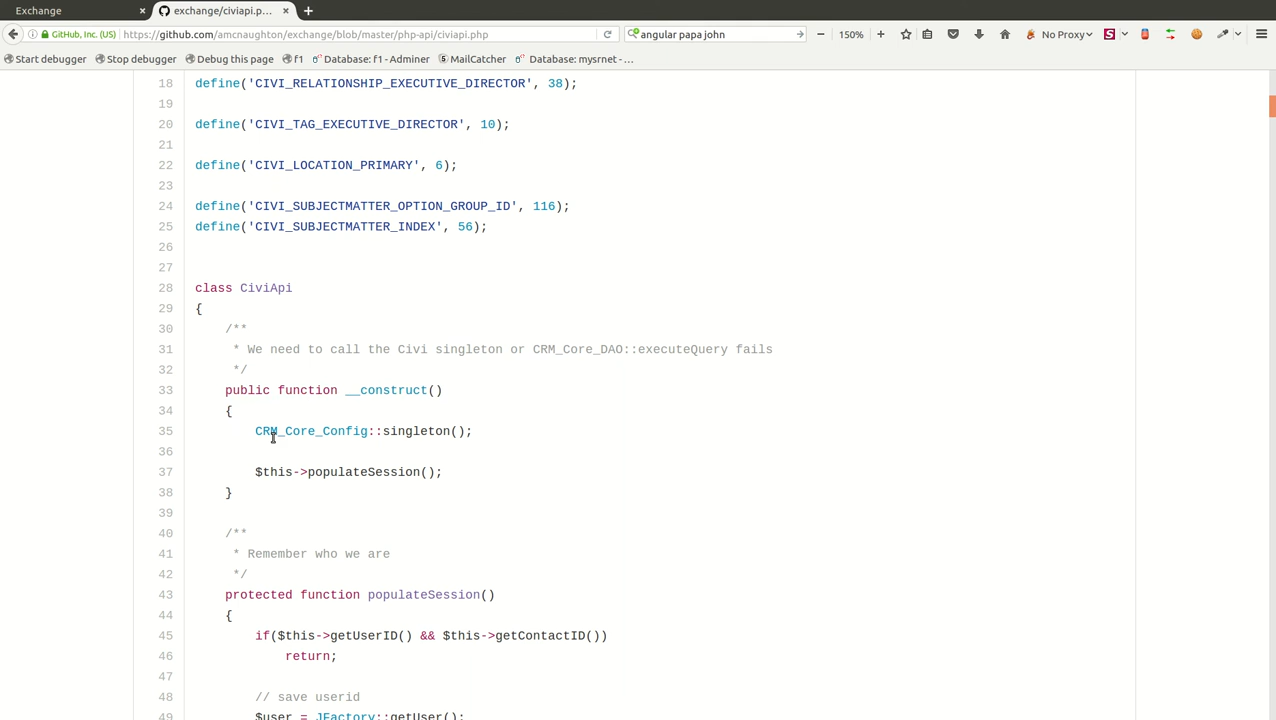 Exchange
exchange/civiapi.p...
GitHub, Inc. (US)
https://github.com/amcnaughton/exchange/blob/master/php-api/civiapi.php
angular papa john
150%
No Proxy
Start debugger
Stop debugger
Debug this page
f1
Database: f1 - Adminer
MailCatcher
Database: mysrnet - ...
18 define('CIVI_RELATIONSHIP_EXECUTIVE_DIRECTOR', 38);
19
20 define('CIVI_TAG_EXECUTIVE_DIRECTOR', 10);
21
22 define('CIVI_LOCATION_PRIMARY', 6);
23
24 define('CIVI_SUBJECTMATTER_OPTION_GROUP_ID', 116);
25 define('CIVI_SUBJECTMATTER_INDEX', 56);
26
27
28 class CiviApi
29 {
30 /**
31 * We need to call the Civi singleton or CRM_Core_DAO::executeQuery fails
32 */
33 public function __construct()
34 {
35 CRM_Core_Config::singleton();
36
37 $this->populateSession();
38 }
39
40 /**
41 * Remember who we are
42 */
43 protected function populateSession()
44 {
45 if($this->getUserID() && $this->getContactID())
46 return;
47
48 // save userid
49 $user = JFactory::getUser();